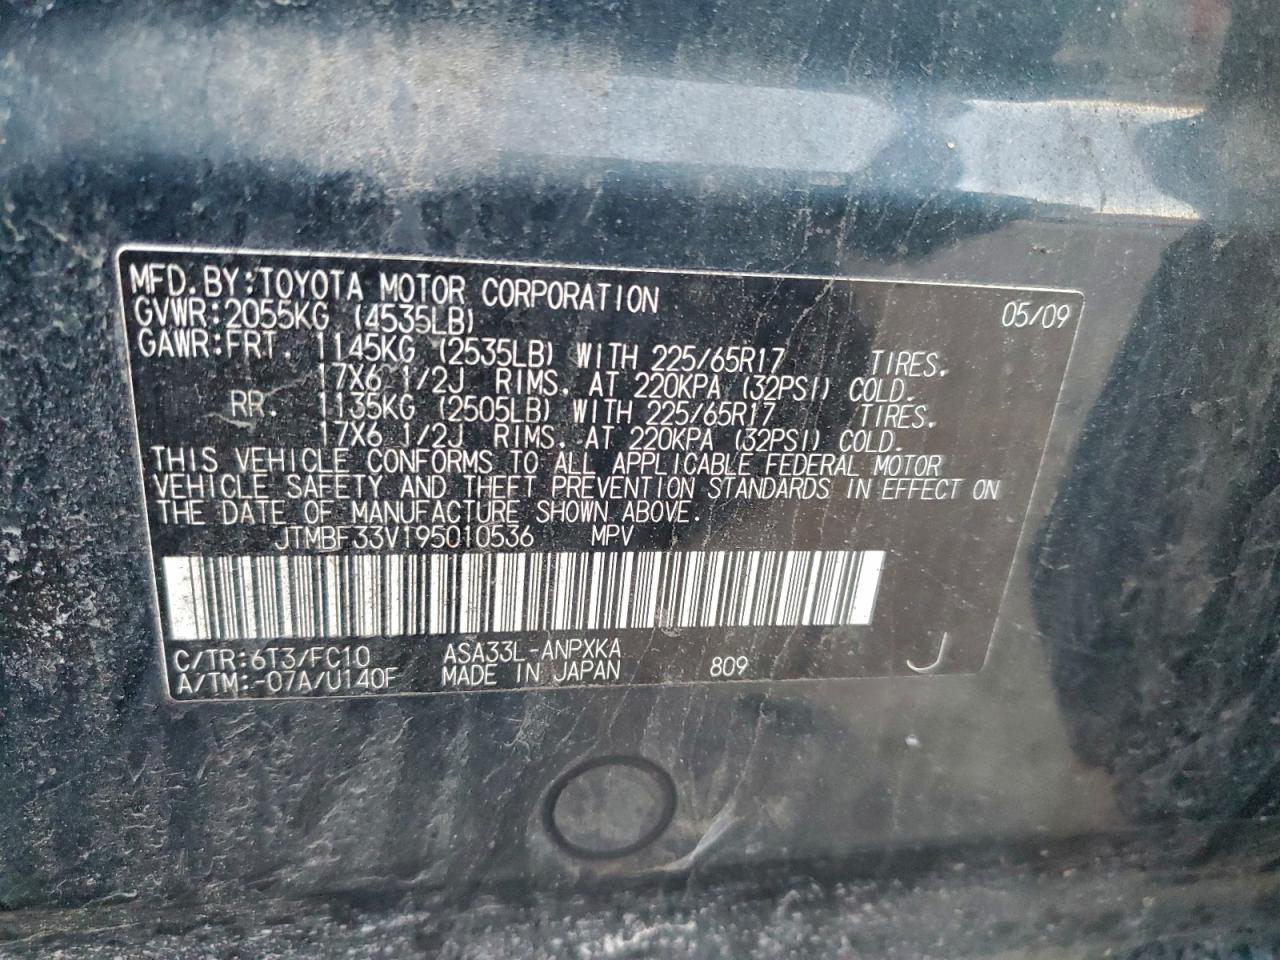 MFD.BY:TOYOTA MOTOR CORPORATION 05/09
GVWR:2055KG (4535LB)
GAWR:FRT. 1145KG (2535LB) WITH 225/65R17 TIRES.
17X6 1/2J RIMS. AT 220KPA (32PSI) COLD.
RR. 1135KG (2505LB) WITH 225/65R17 TIRES.
17X6 1/2J RIMS. AT 220KPA (32PSI) COLD.
THIS VEHICLE CONFORMS TO ALL APPLICABLE FEDERAL MOTOR
VEHICLE SAFETY AND THEFT PREVENTION STANDARDS IN EFFECT ON
THE DATE OF MANUFACTURE SHOWN ABOVE.
JTMBF33V195010536 MPV
C/TR:6T3/FC10 ASA33L-ANPXKA
A/TM:-07A/U140F MADE IN JAPAN 809 J